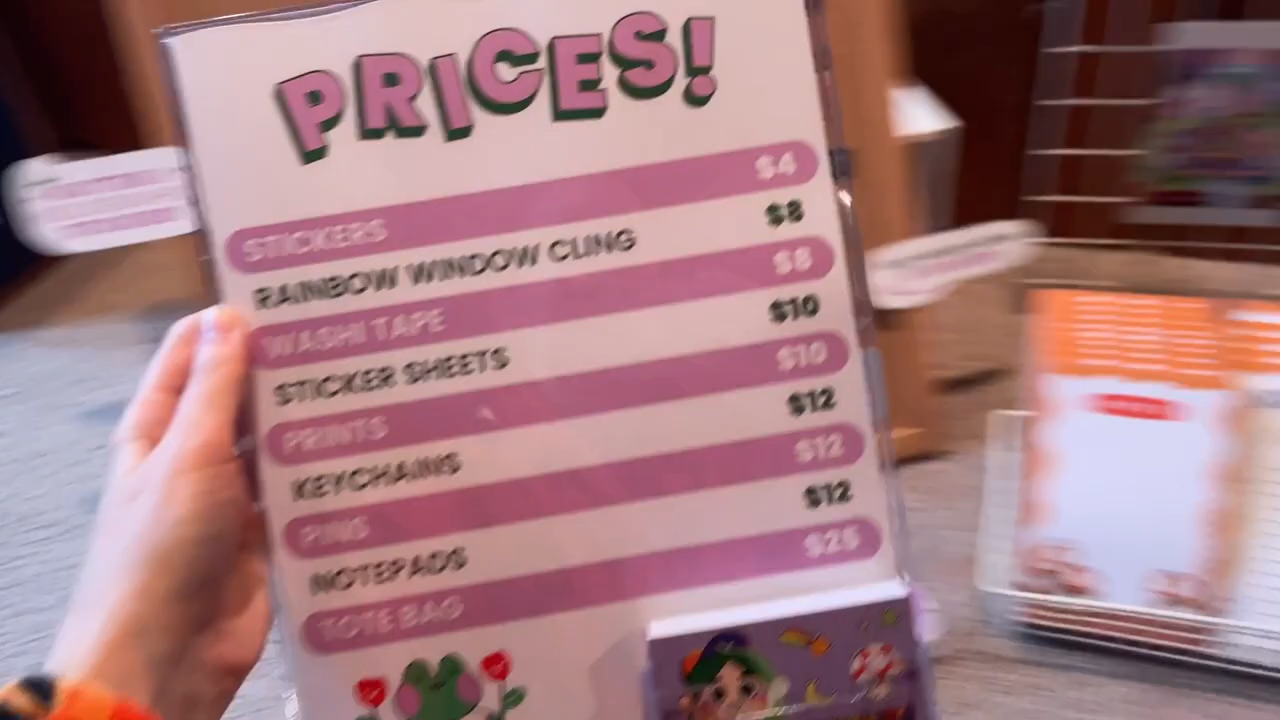 PRICES!
STICKERS $4
RAINBOW WINDOW CLING $8
WASHI TAPE $8
STICKER SHEETS $10
PRINTS $10
KEYCHAINS $12
PINS $12
NOTEPADS $12
TOTE BAG $25